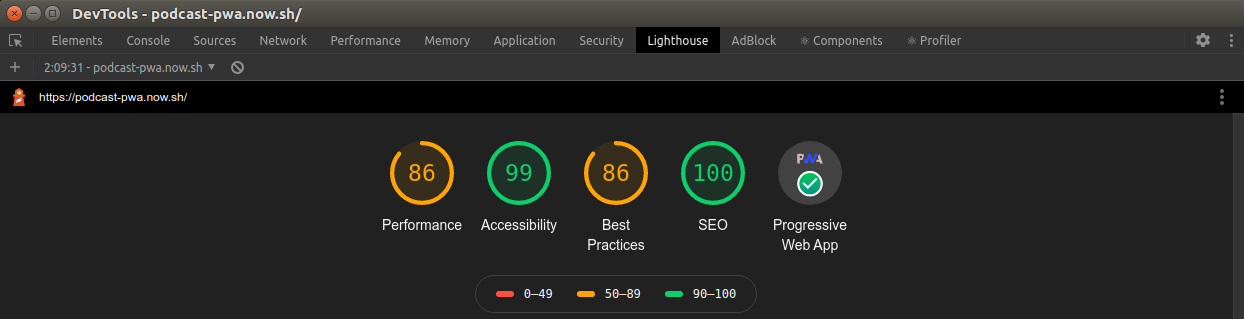 DevTools - podcast-pwa.now.sh/
Elements Console Sources Network Performance Memory Application Security Lighthouse AdBlock ⚛ Components ⚛ Profiler
2:09:31 - podcast-pwa.now.sh
https://podcast-pwa.now.sh/
86 99 86 100 PWA
Performance Accessibility Best Practices SEO Progressive Web App
0–49 50–89 90–100